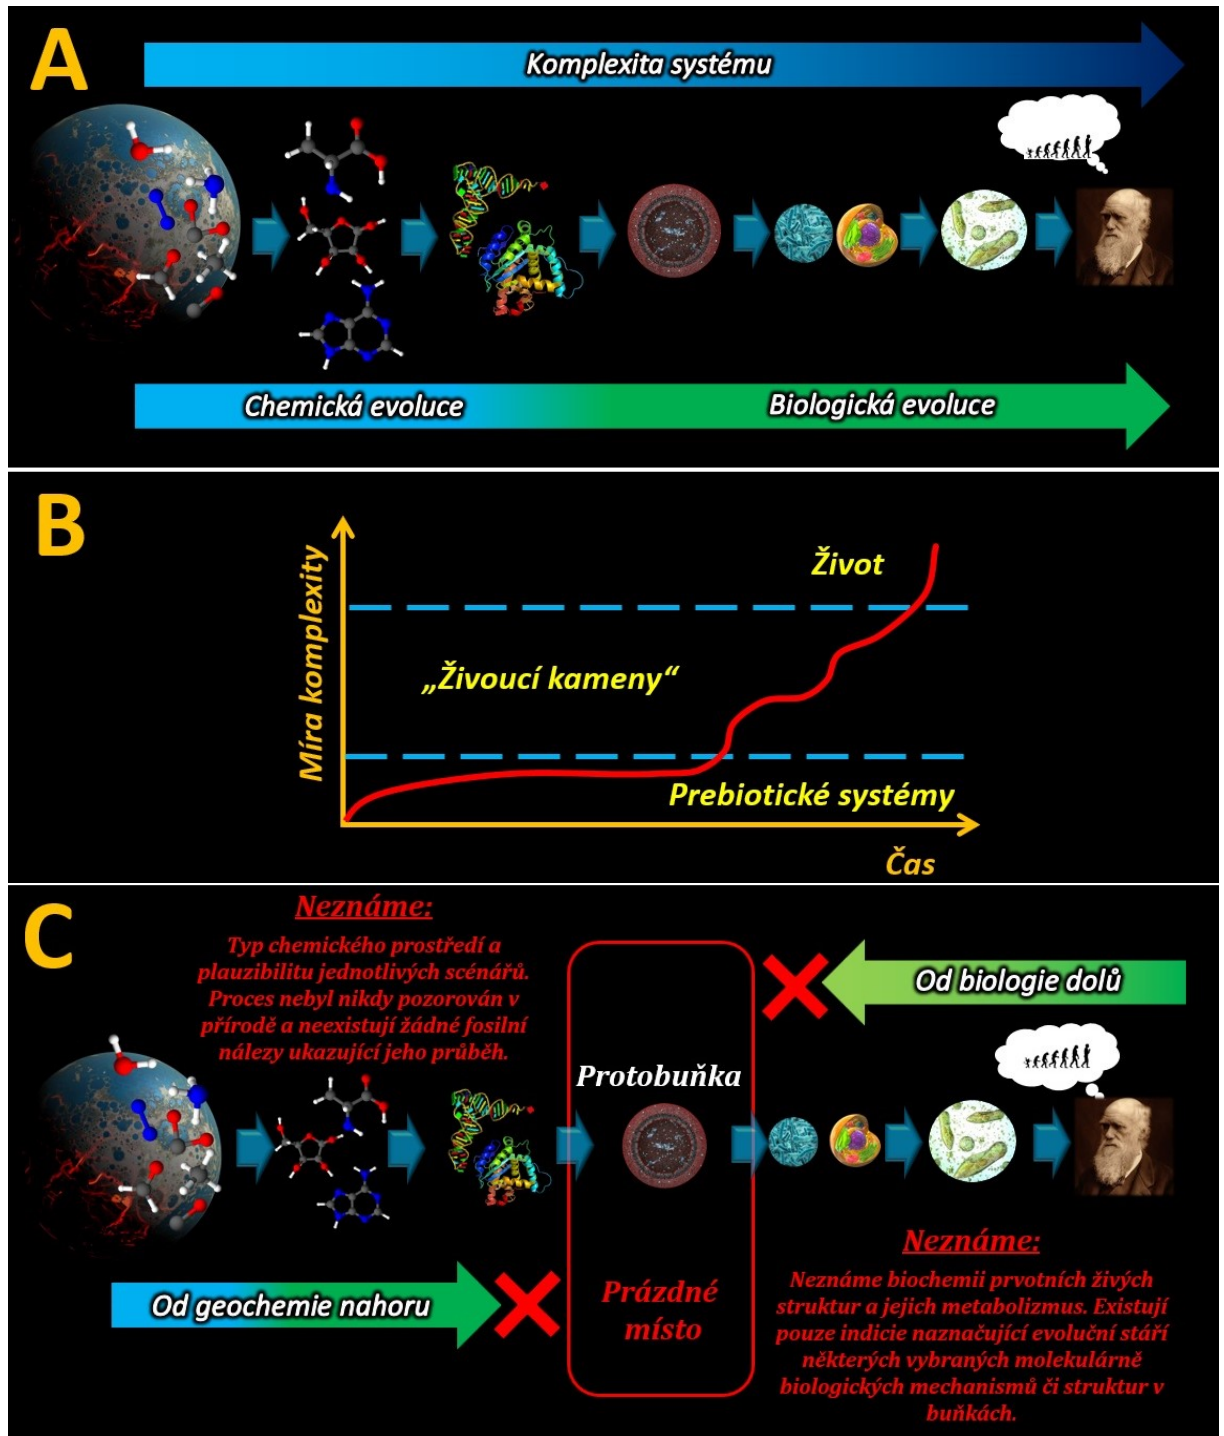 A
Komplexita systému
Chemická evoluce
Biologická evoluce
B
Míra komplexity
Život
„Živoucí kameny“
Prebiotické systémy
Čas
C
Neznáme:
Typ chemického prostředí a
plauzibilitu jednotlivých scénářů.
Proces nebyl nikdy pozorován v
přírodě a neexistují žádné fosilní
nálezy ukazující jeho průběh.
Od biologie dolů
Protobuňka
Od geochemie nahoru
Prázdné
místo
Neznáme:
Neznáme biochemii prvotních živých
struktur a jejich metabolizmus. Existují
pouze indicie naznačující evoluční stáří
některých vybraných molekulárně
biologických mechanismů či struktur v
buňkách.